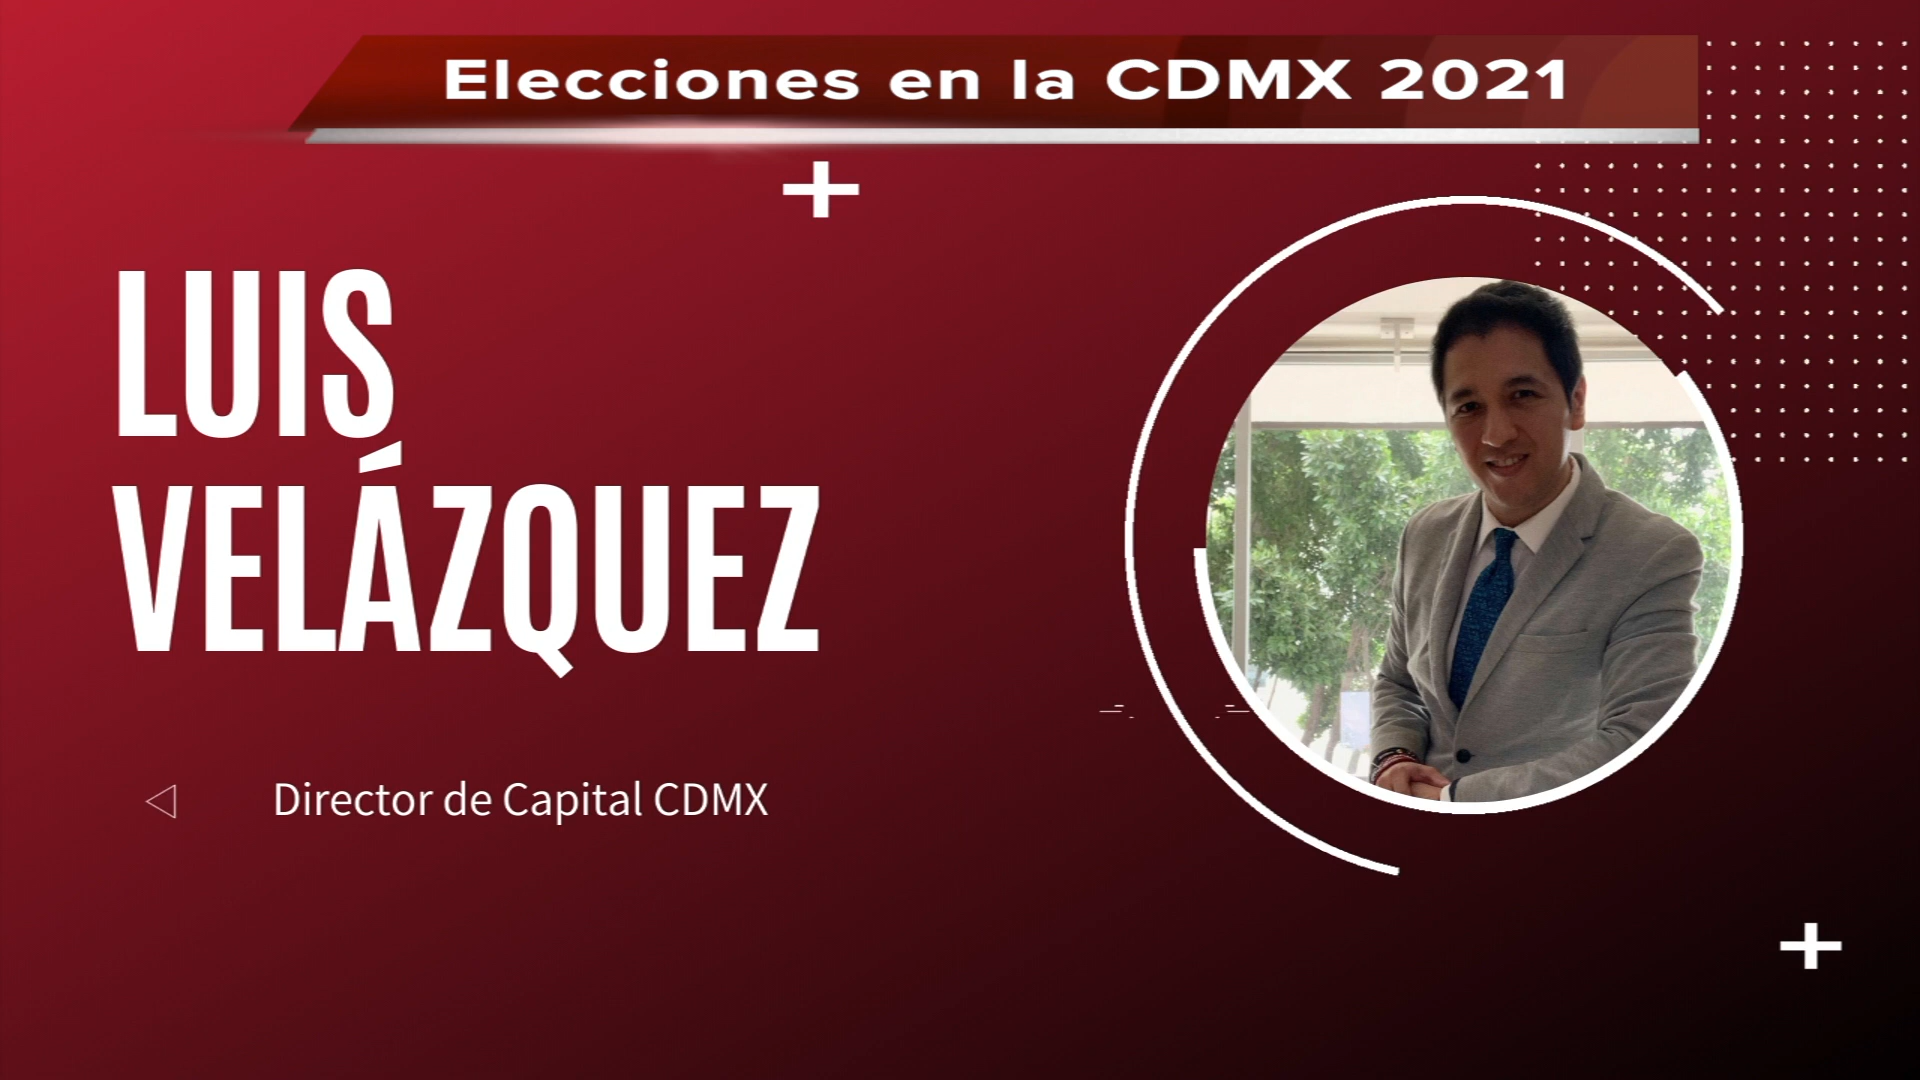 Elecciones en la CDMX 2021
LUIS
VELÁZQUEZ
Director de Capital CDMX